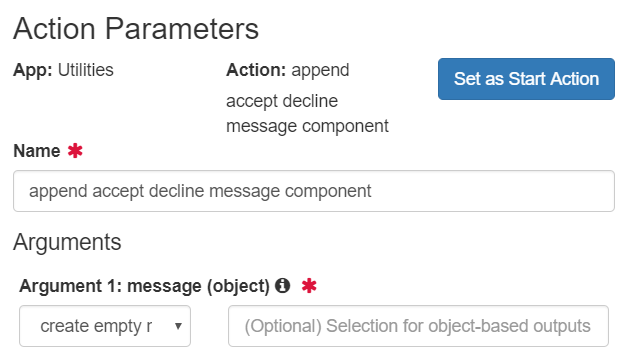 Action Parameters
App: Utilities
Action: append
accept decline
message component
Set as Start Action
Name *
append accept decline message component
Arguments
Argument 1: message (object) *
create empty r
(Optional) Selection for object-based outputs